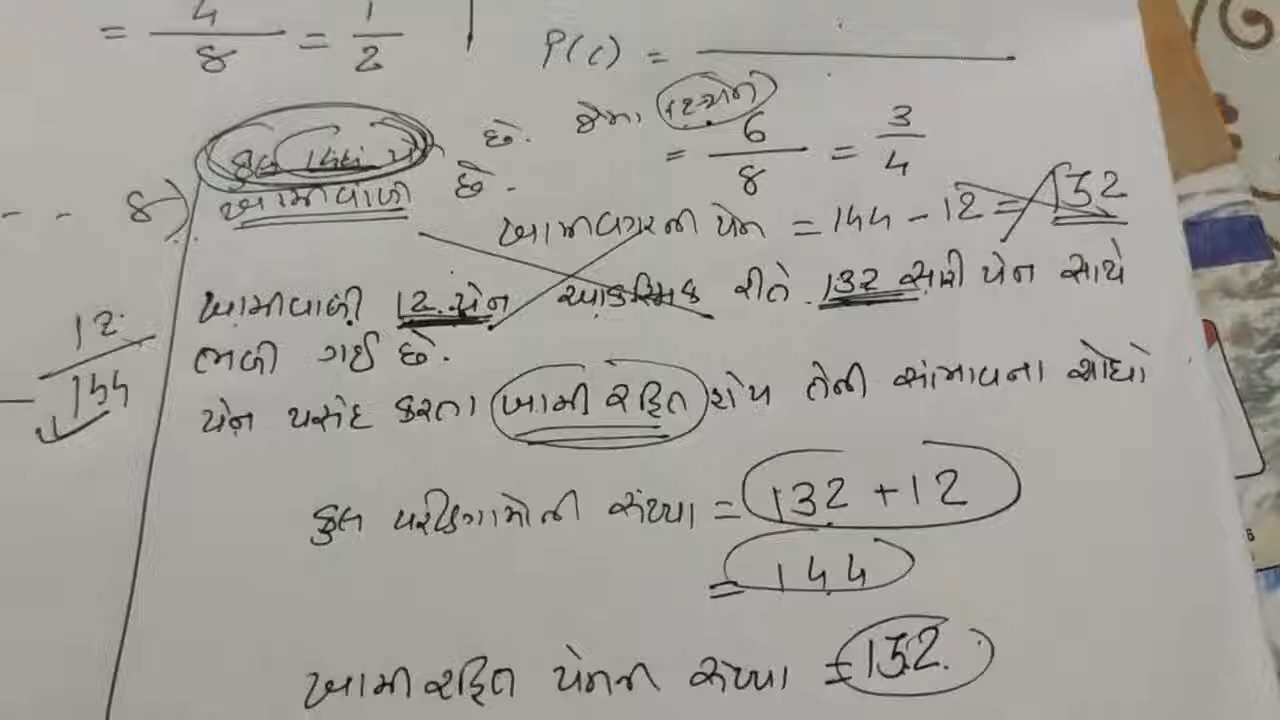 = 4/8 = 1/2
P(C) =
= 6/8 = 3/4
છે. જેમા 12 પેન
8) ખામીવાળી છે.
ખામીવગરની પેન = 144 - 12 = 132
ખામીવાળી 12 પેન આકસ્મિક રીતે 132 સારી પેન સાથે
ભળી ગઈ છે.
12/144
પેન પસંદ કરતા ખામી રહિત હોય તેની સંભાવના શોધો
કુલ પરીણામોની સંખ્યા = 132 + 12
= 144
ખામી રહિત પેનની સંખ્યા = 132